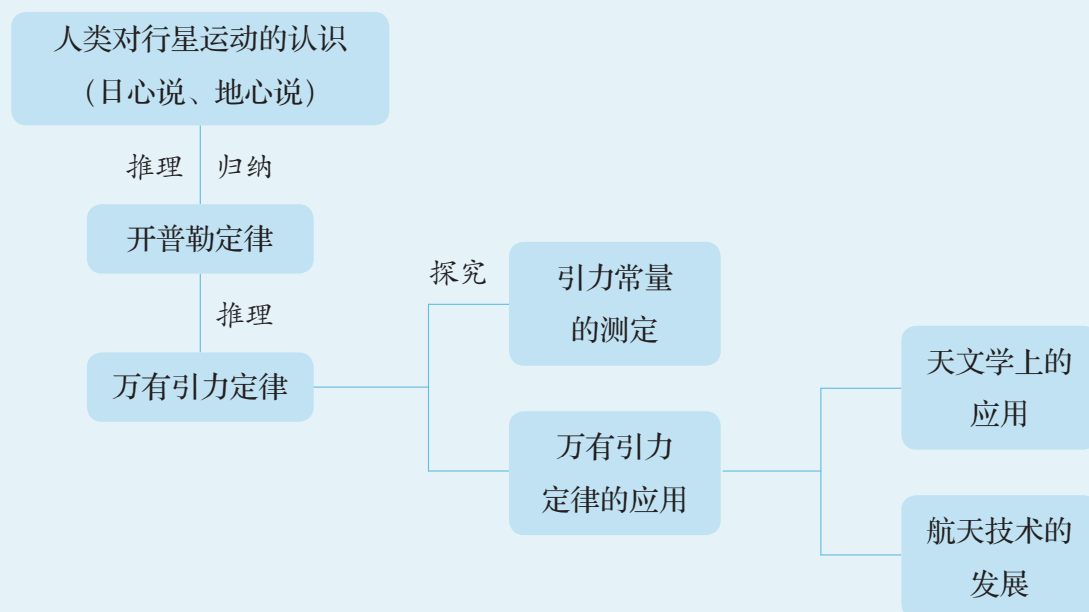 人类对行星运动的认识
（日心说、地心说）
推理 归纳
开普勒定律
推理
万有引力定律
探究
引力常量
的测定
万有引力
定律的应用
天文学上的
应用
航天技术的
发展